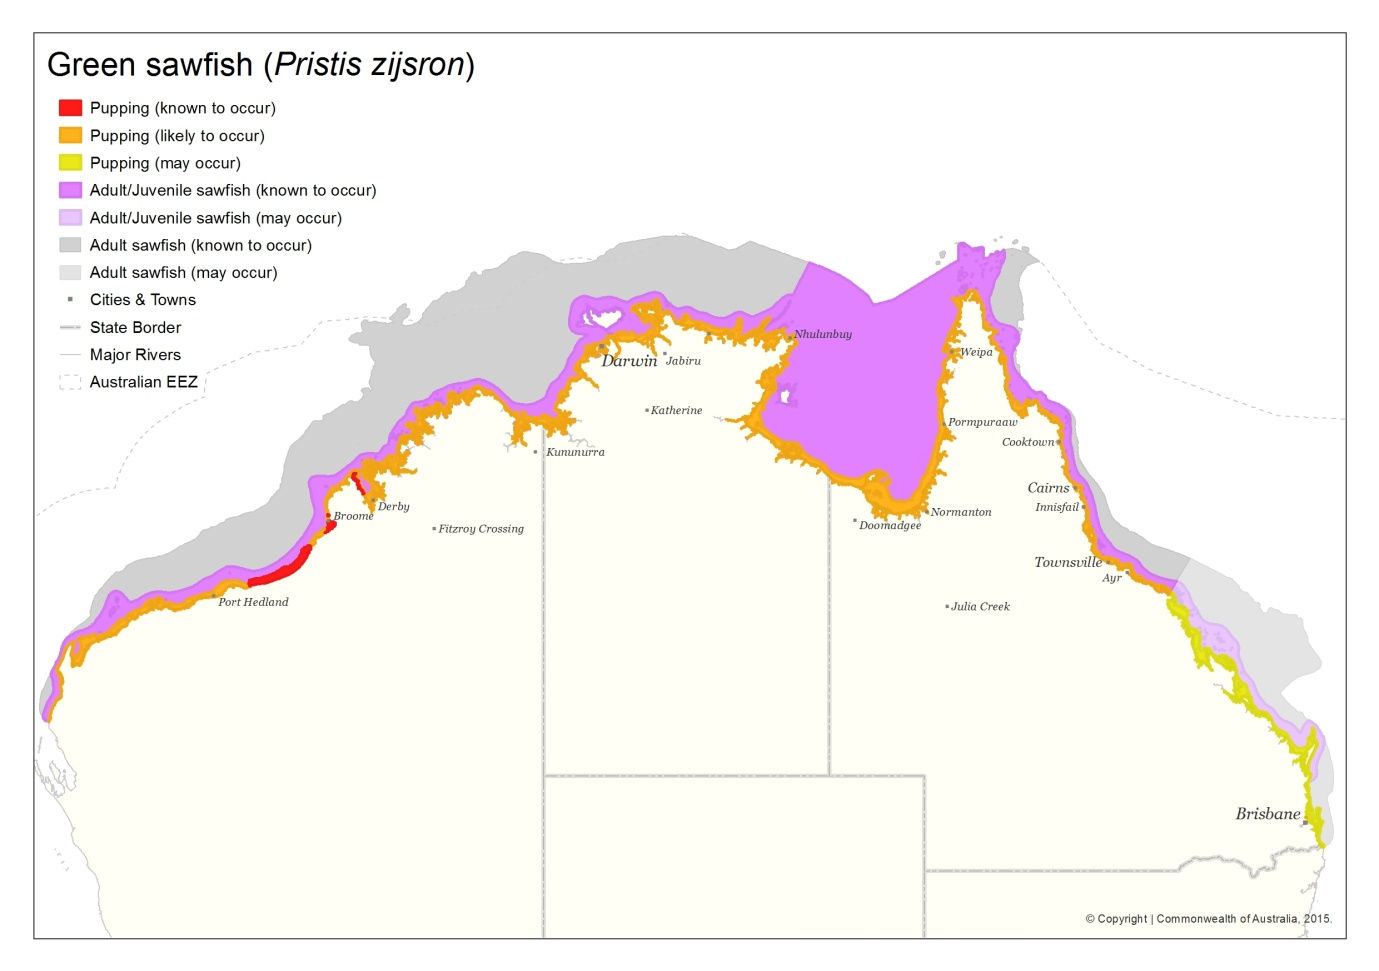 Green sawfish (Pristis zijsron)
Pupping (known to occur)
Pupping (likely to occur)
Pupping (may occur)
Adult/Juvenile sawfish (known to occur)
Adult/Juvenile sawfish (may occur)
Adult sawfish (known to occur)
Adult sawfish (may occur)
Cities & Towns
State Border
Major Rivers
Australian EEZ
Nhulunbuy
Darwin
Jabiru
Weipa
Katherine
Pormpuraaw
Cooktown
Kununurra
Cairns
Innisfail
Derby
Broome
Normanton
Doomadgee
Fitzroy Crossing
Townsville
Ayr
Port Hedland
Julia Creek
Brisbane
© Copyright | Commonwealth of Australia, 2015.